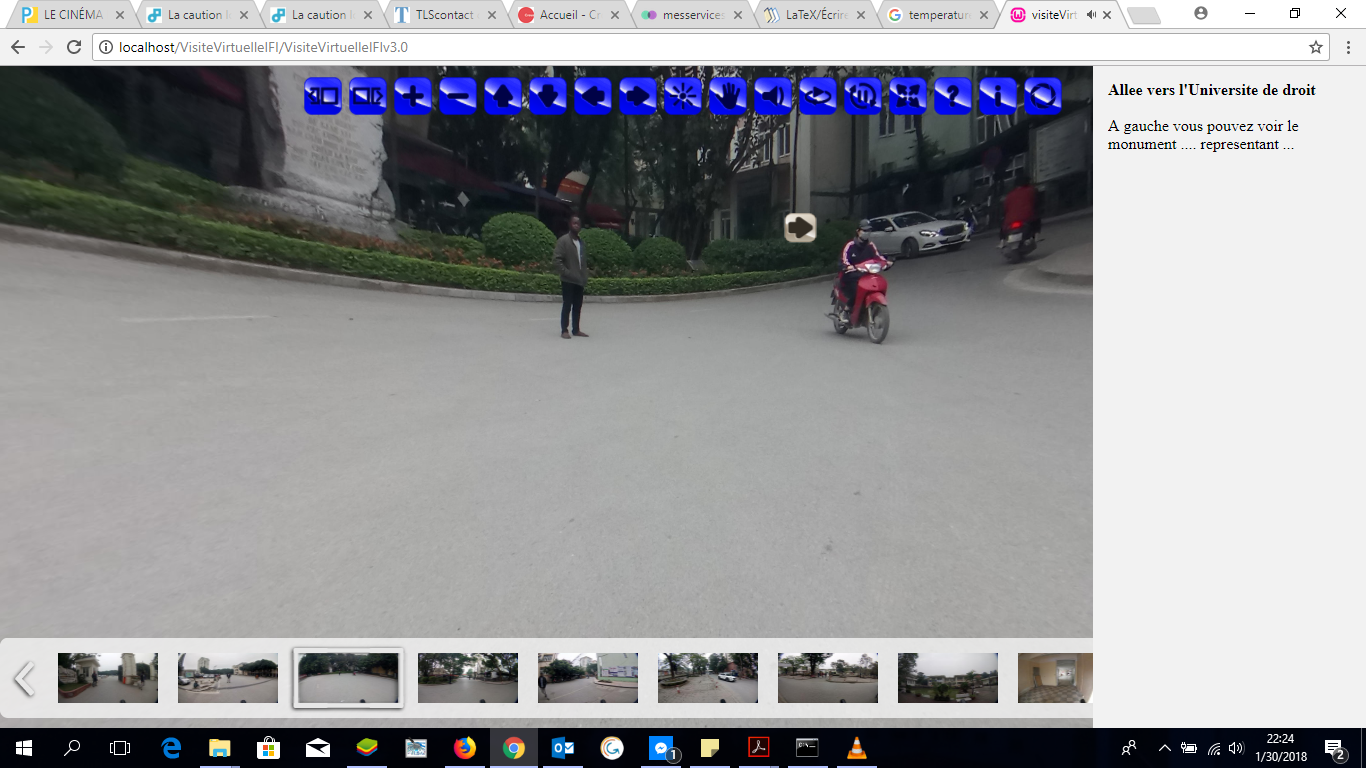 LE CINÉMA
La caution l
La caution l
TLScontact
Accueil - Cr
messervices
LaTeX/Écrire
temperature
visiteVirt
localhost/VisiteVirtuelleIFI/VisiteVirtuelleIFIv3.0
Allee vers l'Universite de droit
A gauche vous pouvez voir le
monument .... representant ...
22:24
1/30/2018
1
2